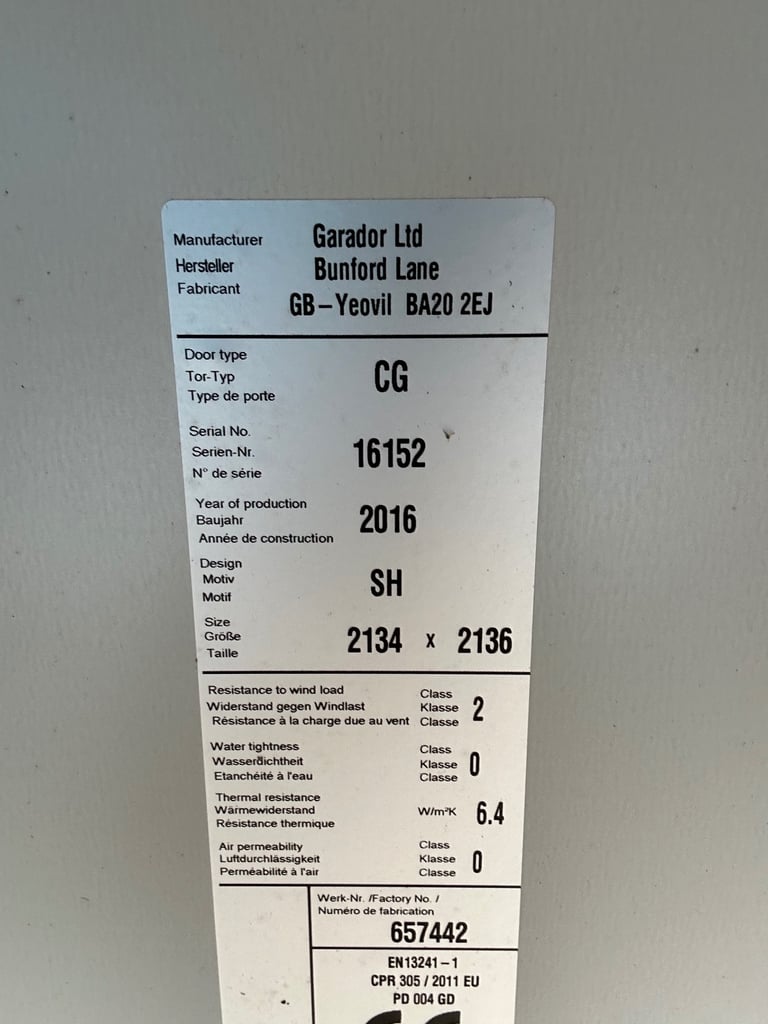 Manufacturer
Hersteller
Fabricant
Garador Ltd
Bunford Lane
GB–Yeovil BA20 2EJ
Door type
Tor-Typ
Type de porte
CG
Serial No.
Serien-Nr.
N° de série
16152
Year of production
Baujahr
Année de construction
2016
Design
Motiv
Motif
SH
Size
Größe
Taille
2134 x 2136
Resistance to wind load
Widerstand gegen Windlast
Résistance à la charge due au vent
Class
Klasse
Classe
2
Water tightness
Wasserdichtheit
Etanchéité à l'eau
Class
Klasse
Classe
0
Thermal resistance
Wärmewiderstand
Résistance thermique
W/m²K
6.4
Air permeability
Luftdurchlässigkeit
Perméabilité à l'air
Class
Klasse
Classe
0
Werk-Nr. /Factory No. /
Numéro de fabrication
657442
EN13241–1
CPR 305 / 2011 EU
PD 004 GD